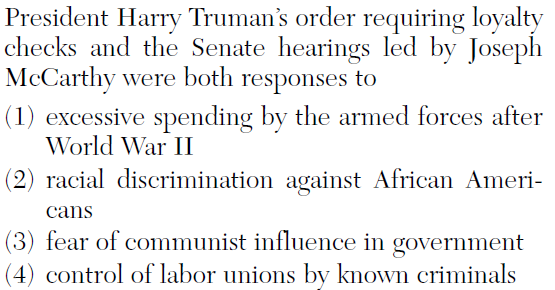 President Harry Truman's order requiring loyalty
checks and the Senate hearings led by Joseph
McCarthy were both responses to
(1) excessive spending by the armed forces after
World War II
(2) racial discrimination against African Ameri-
cans
(3) fear of communist influence in government
(4) control of labor unions by known criminals